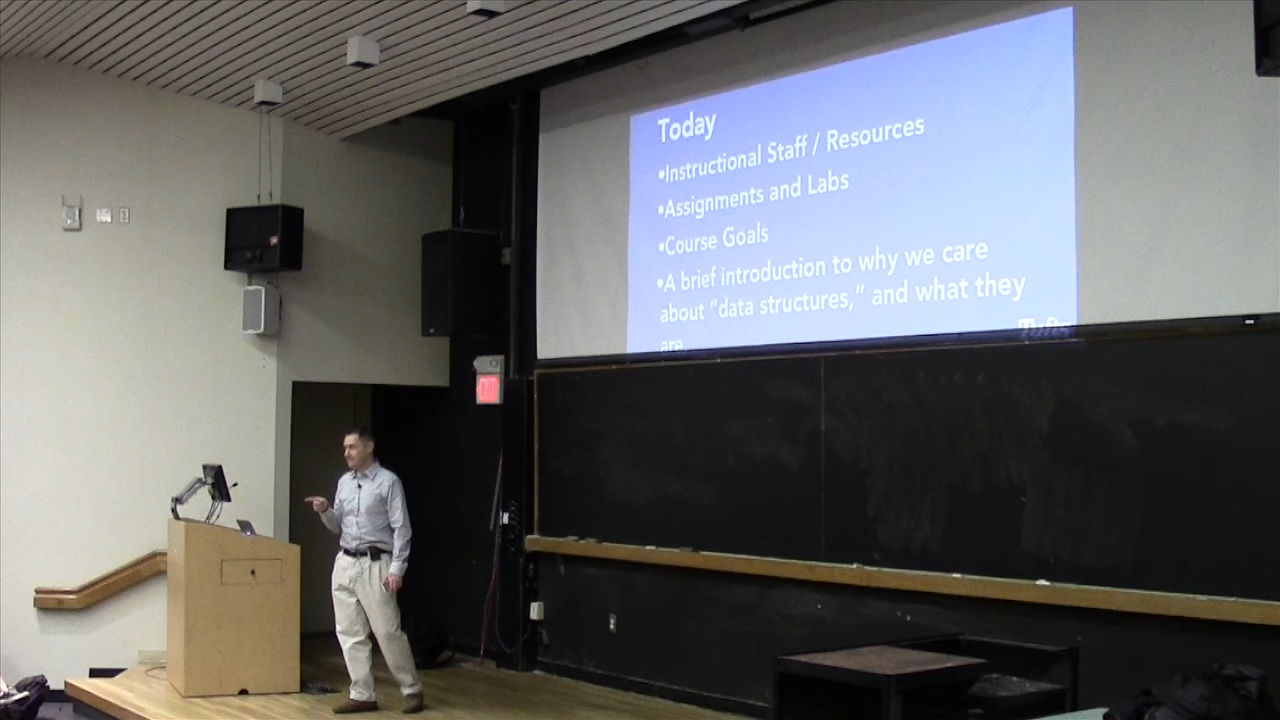 Today
•Instructional Staff / Resources
•Assignments and Labs
•Course Goals
•A brief introduction to why we care
about "data structures," and what they
are
Tufts
EXIT